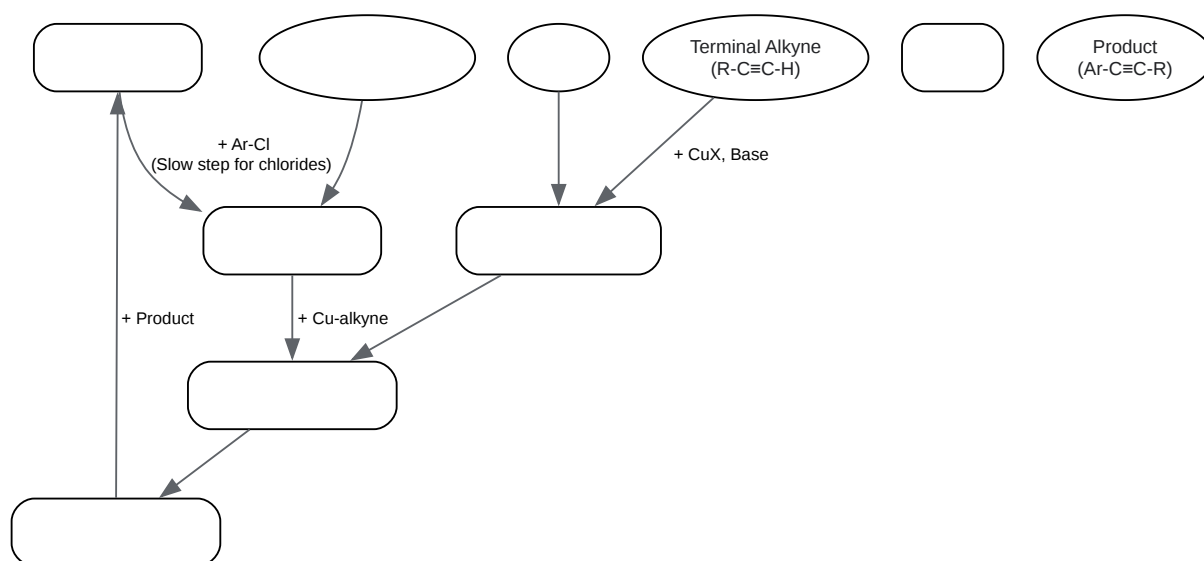 Terminal Alkyne
(R-C≡C-H)
Product
(Ar-C≡C-R)
+ Ar-Cl
(Slow step for chlorides)
+ CuX, Base
+ Product
+ Cu-alkyne